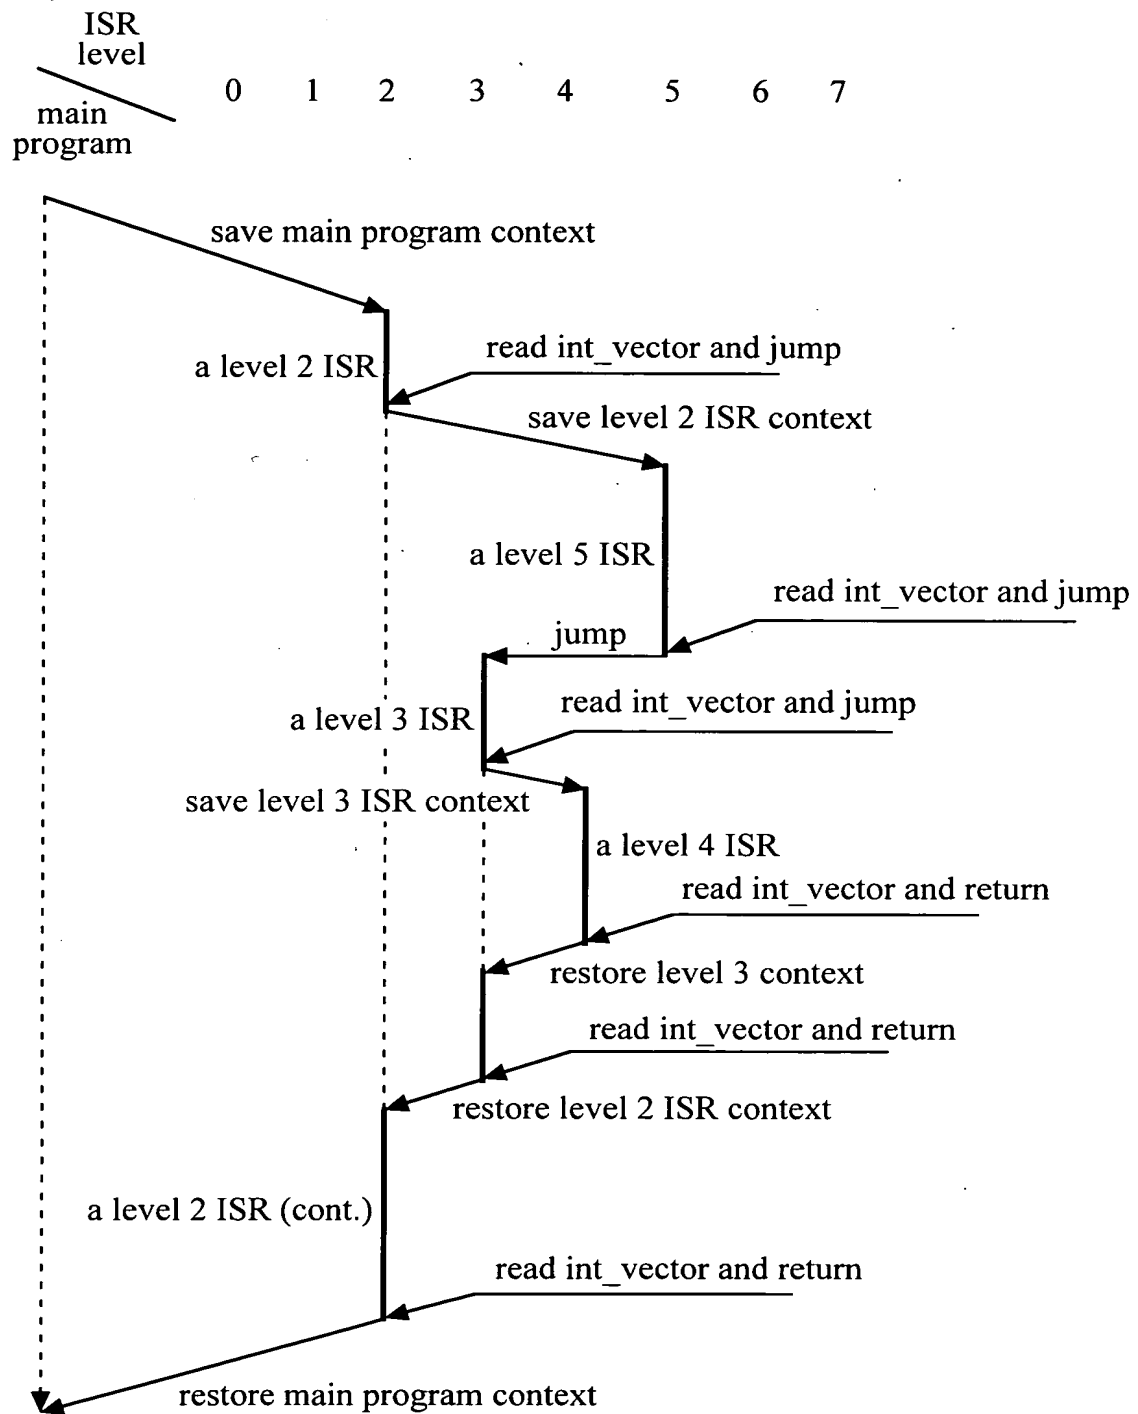 ISR
level
0 1 2 3 4 5 6 7
main
program
save main program context
read int_vector and jump
a level 2 ISR
save level 2 ISR context
a level 5 ISR
read int_vector and jump
jump
read int_vector and jump
a level 3 ISR
save level 3 ISR context
a level 4 ISR
read int_vector and return
restore level 3 context
read int_vector and return
restore level 2 ISR context
a level 2 ISR (cont.)
read int_vector and return
restore main program context